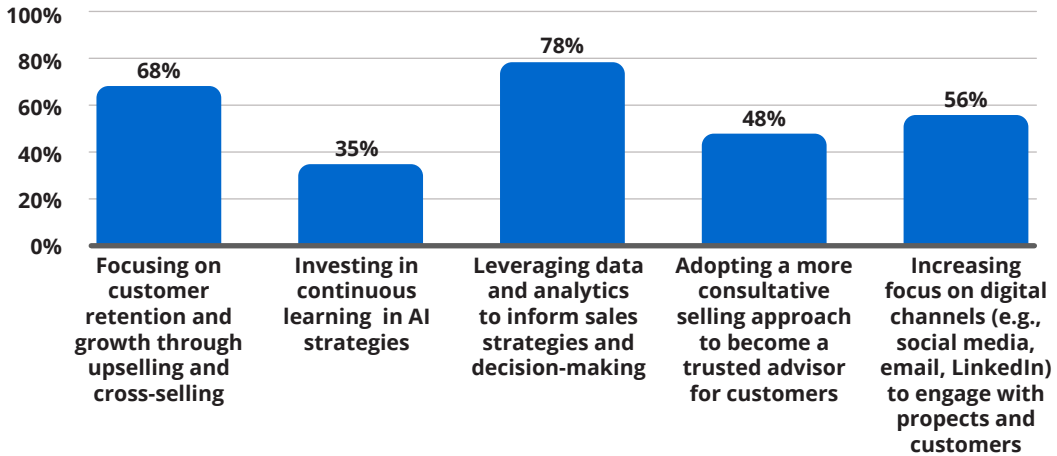 100%
80%
60%
40%
20%
0%
68%
35%
78%
48%
56%
Focusing on
customer
retention and
growth through
upselling and
cross-selling
Investing in
continuous
learning  in AI
strategies
Leveraging data
and analytics
to inform sales
strategies and
decision-making
Adopting a more
consultative
selling approach
to become a
trusted advisor
for customers
Increasing
focus on digital
channels (e.g.,
social media,
email, LinkedIn)
to engage with
propects and
customers